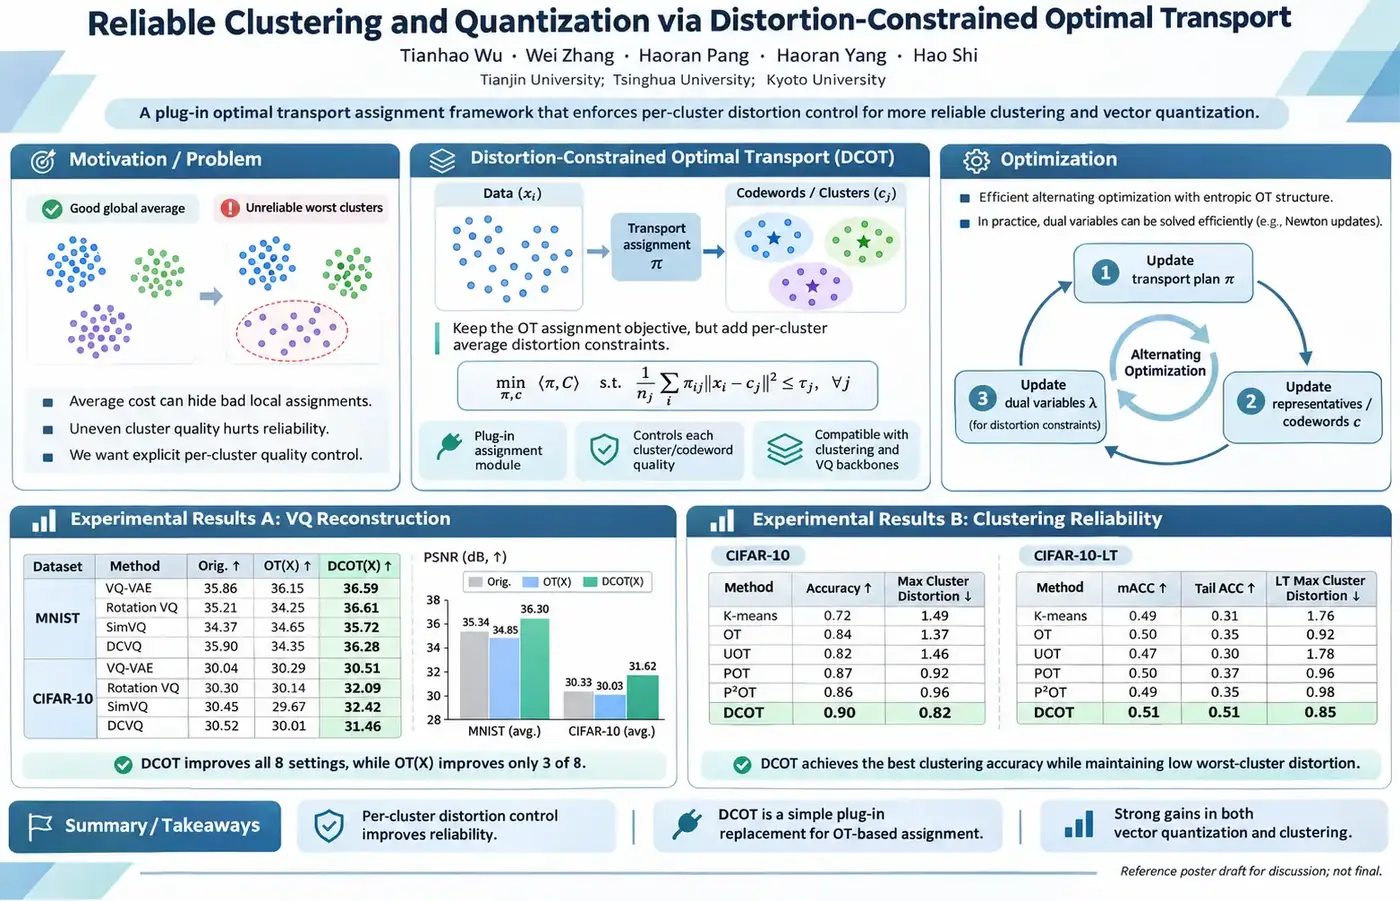 Reliable Clustering and Quantization via Distortion-Constrained Optimal Transport
Tianhao Wu · Wei Zhang · Haoran Pang · Haoran Yang · Hao Shi
Tianjin University; Tsinghua University; Kyoto University
A plug-in optimal transport assignment framework that enforces per-cluster distortion control for more reliable clustering and vector quantization.
Motivation / Problem
Good global average
Unreliable worst clusters
Average cost can hide bad local assignments.
Uneven cluster quality hurts reliability.
We want explicit per-cluster quality control.
Distortion-Constrained Optimal Transport (DCOT)
Data (xᵢ)
Transport
assignment
π
Codewords / Clusters (cⱼ)
Keep the OT assignment objective, but add per-cluster
average distortion constraints.
min_{π,c} ⟨π, C⟩ s.t. 1/nⱼ ∑ᵢ πᵢⱼ‖xᵢ − cⱼ‖² ≤ τⱼ, ∀j
Plug-in
assignment
module
Controls each
cluster/codeword
quality
Compatible with
clustering and
VQ backbones
Optimization
Efficient alternating optimization with entropic OT structure.
In practice, dual variables can be solved efficiently (e.g., Newton updates).
1 Update
transport plan π
Alternating
Optimization
2 Update
representatives /
codewords c
3 Update
dual variables λ
(for distortion constraints)
Experimental Results A: VQ Reconstruction
Dataset Method Orig. ↑ OT(X) ↑ DCOT(X) ↑
MNIST
VQ-VAE 35.86 36.15 36.59
Rotation VQ 35.21 34.25 36.61
SimVQ 34.37 34.65 35.72
DCVQ 35.90 34.35 36.28
CIFAR-10
VQ-VAE 30.04 30.29 30.51
Rotation VQ 30.30 30.14 32.09
SimVQ 30.45 29.67 32.42
DCVQ 30.52 30.01 31.46
PSNR (dB, ↑)
Orig. OT(X) DCOT(X)
38
36
34
32
30
28
35.34 34.85 36.30
30.33 30.03 31.62
MNIST (avg.) CIFAR-10 (avg.)
DCOT improves all 8 settings, while OT(X) improves only 3 of 8.
Experimental Results B: Clustering Reliability
CIFAR-10
Method Accuracy ↑ Max Cluster
Distortion ↓
K-means 0.72 1.49
OT 0.84 1.37
UOT 0.82 1.46
POT 0.87 0.92
P²OT 0.86 0.96
DCOT 0.90 0.82
CIFAR-10-LT
Method mACC ↑ Tail ACC ↑ LT Max Cluster
Distortion ↓
K-means 0.49 0.31 1.76
OT 0.50 0.35 0.92
UOT 0.47 0.30 1.78
POT 0.50 0.37 0.96
P²OT 0.49 0.35 0.98
DCOT 0.51 0.51 0.85
DCOT achieves the best clustering accuracy while maintaining low worst-cluster distortion.
Summary / Takeaways
Per-cluster distortion control
improves reliability.
DCOT is a simple plug-in
replacement for OT-based assignment.
Strong gains in both
vector quantization and clustering.
Reference poster draft for discussion; not final.